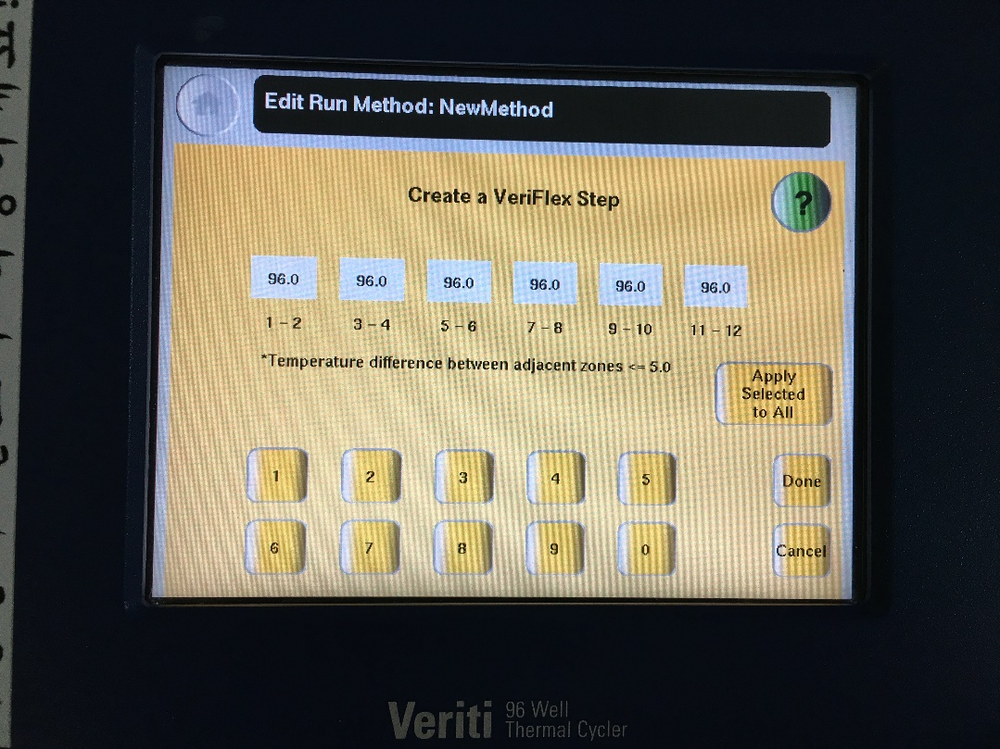 Edit Run Method: NewMethod
Create a VeriFlex Step
?
96.0 96.0 96.0 96.0 96.0 96.0
1 - 2 3 - 4 5 - 6 7 - 8 9 - 10 11 - 12
*Temperature difference between adjacent zones <= 5.0
Apply
Selected
to All
1 2 3 4 5
Done
6 7 8 9 0
Cancel
Veriti 96 Well
Thermal Cycler